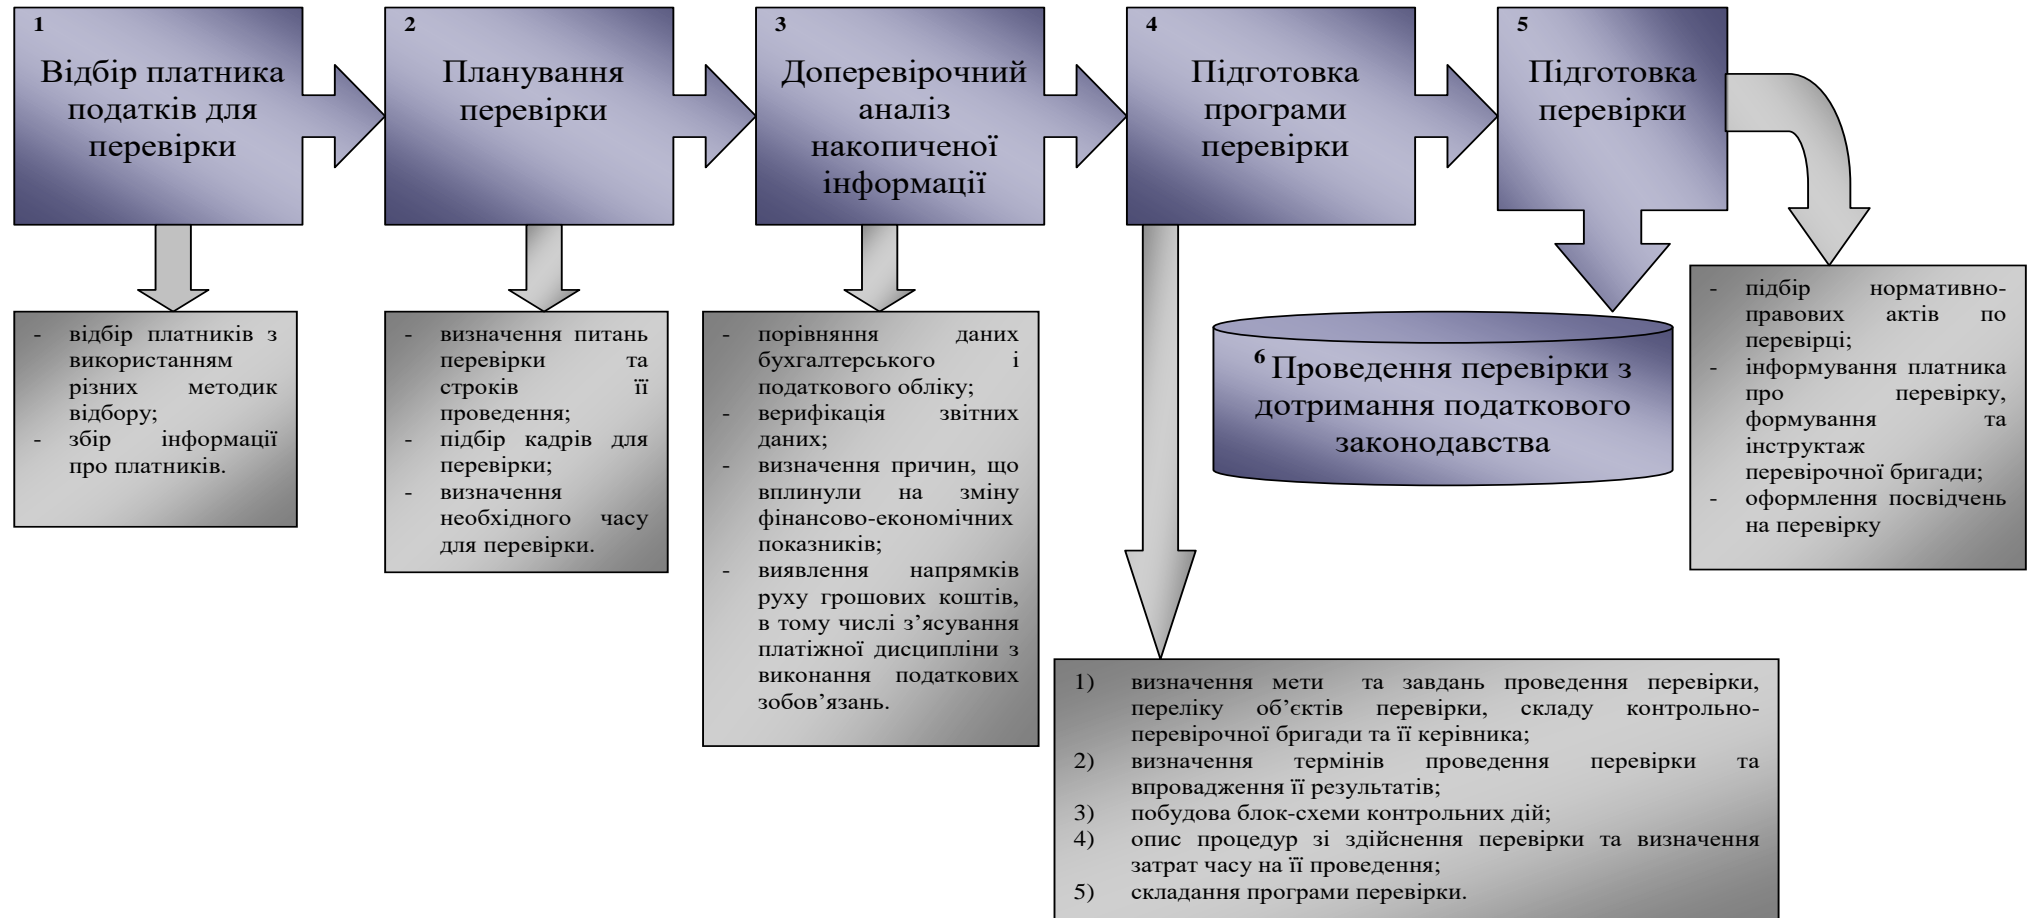 1
Відбір платника
податків для
перевірки
2
Планування
перевірки
3
Доперевірочний
аналіз
накопиченої
інформації
4
Підготовка
програми
перевірки
5
Підготовка
перевірки
- відбір платників з
використанням
різних методик
відбору;
- збір інформації
про платників.
- визначення питань
перевірки та
строків її
проведення;
- підбір кадрів для
перевірки;
- визначення
необхідного часу
для перевірки.
- порівняння даних
бухгалтерського і
податкового обліку;
- верифікація звітних
даних;
- визначення причин, що
вплинули на зміну
фінансово-економічних
показників;
- виявлення напрямків
руху грошових коштів,
в тому числі з’ясування
платіжної дисципліни з
виконання податкових
зобов’язань.
6 Проведення перевірки з
дотримання податкового
законодавства
- підбір нормативно-
правових актів по
перевірці;
- інформування платника
про перевірку,
формування та
інструктаж
перевірочної бригади;
- оформлення посвідчень
на перевірку
1) визначення мети та завдань проведення перевірки,
переліку об’єктів перевірки, складу контрольно-
перевірочної бригади та її керівника;
2) визначення термінів проведення перевірки та
впровадження її результатів;
3) побудова блок-схеми контрольних дій;
4) опис процедур зі здійснення перевірки та визначення
затрат часу на її проведення;
5) складання програми перевірки.